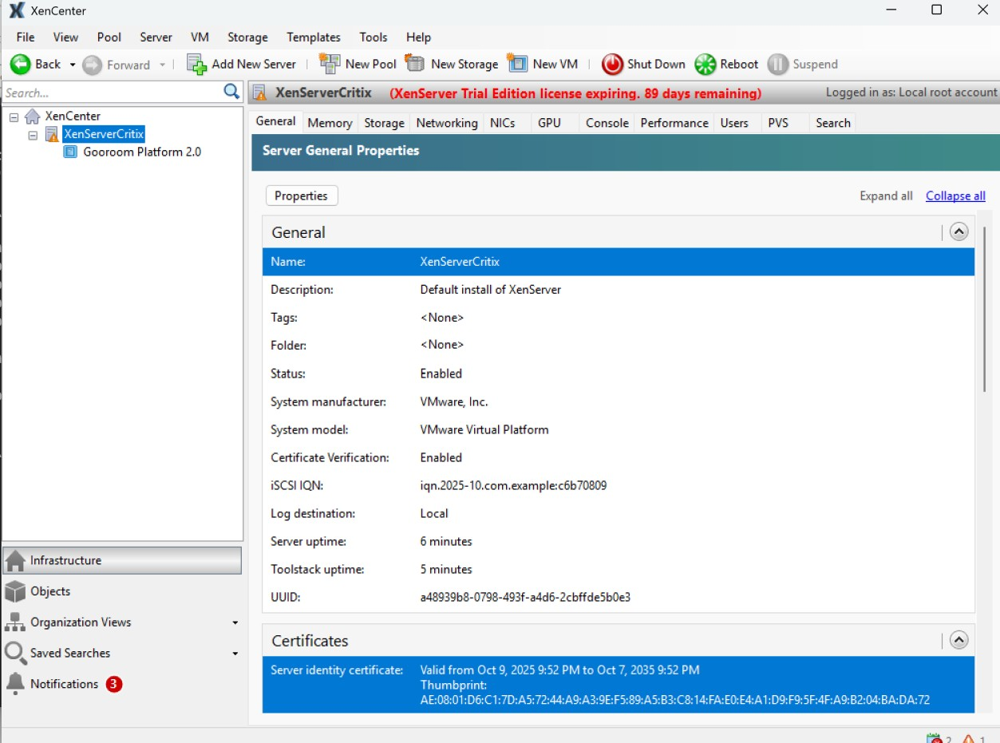 XenCenter
File View Pool Server VM Storage Templates Tools Help
Back Forward Add New Server New Pool New Storage New VM Shut Down Reboot Suspend
Search...
XenCenter
XenServerCritix
Gooroom Platform 2.0
Infrastructure
Objects
Organization Views
Saved Searches
Notifications 3
XenServerCritix (XenServer Trial Edition license expiring. 89 days remaining) Logged in as: Local root account
General Memory Storage Networking NICs GPU Console Performance Users PVS Search
Server General Properties
Properties Expand all Collapse all
General
Name: XenServerCritix
Description: Default install of XenServer
Tags: <None>
Folder: <None>
Status: Enabled
System manufacturer: VMware, Inc.
System model: VMware Virtual Platform
Certificate Verification: Enabled
iSCSI IQN: iqn.2025-10.com.example:c6b70809
Log destination: Local
Server uptime: 6 minutes
Toolstack uptime: 5 minutes
UUID: a48939b8-0798-493f-a4d6-2cbffde5b0e3
Certificates
Server identity certificate: Valid from Oct 9, 2025 9:52 PM to Oct 7, 2035 9:52 PM
Thumbprint:
AE:08:01:D6:C1:7D:A5:72:44:A9:A3:9E:F5:89:A5:B3:C8:14:FA:E0:E4:A1:D9:F9:5F:4F:A9:B2:04:BA:DA:72
2 1